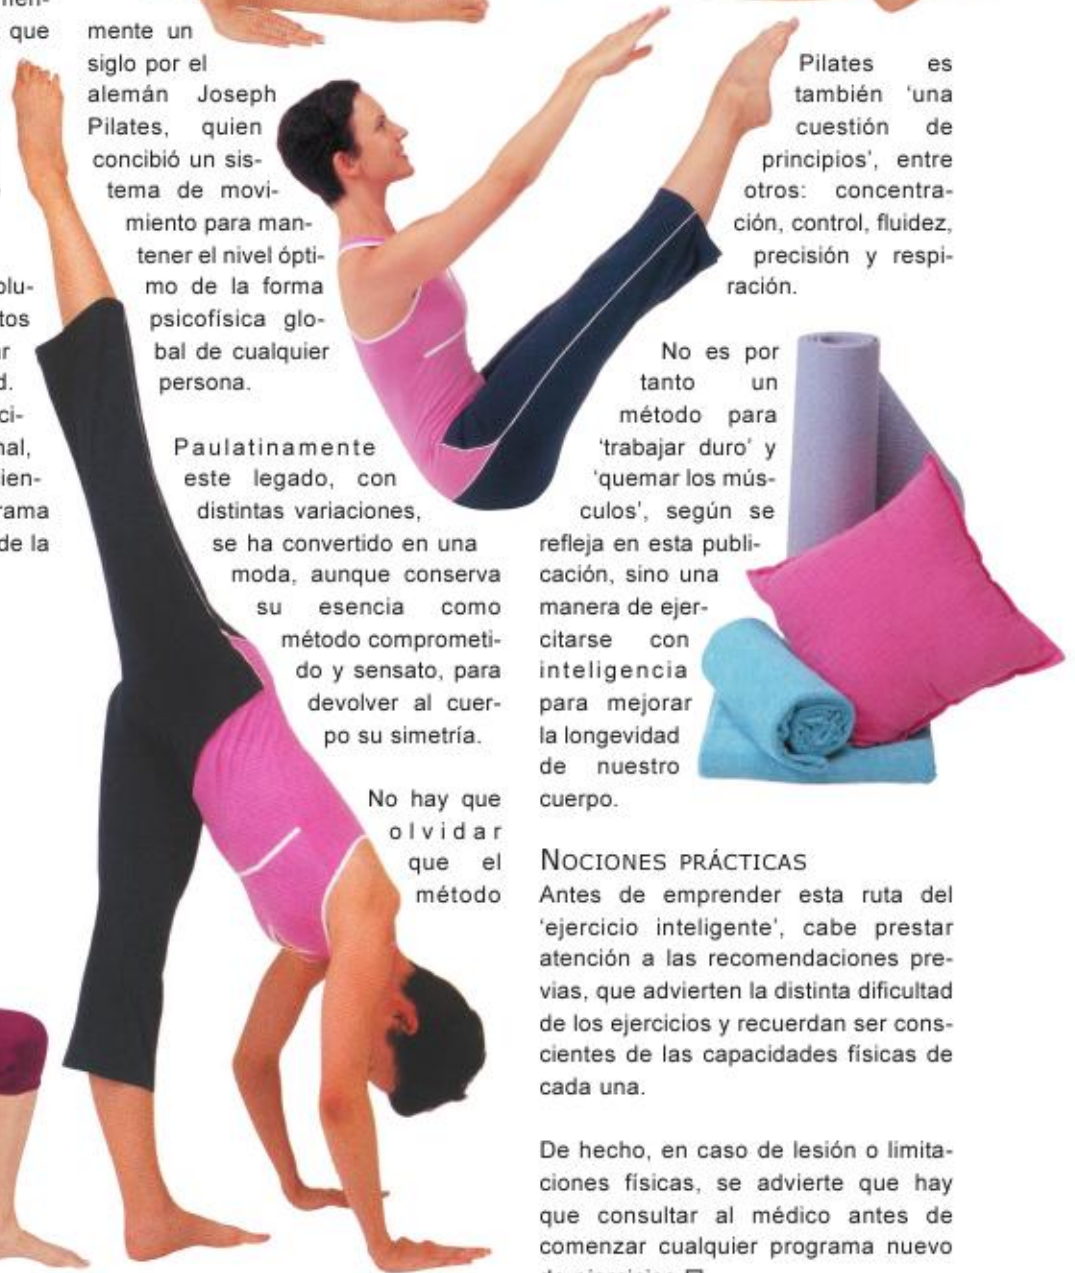 que
tos
d.
de la
mente un
siglo por el
alemán Joseph
Pilates, quien
concibió un sis-
tema de movi-
miento para man-
tener el nivel ópti-
mo de la forma
psicofísica glo-
bal de cualquier
persona.
Paulatinamente
este legado, con
distintas variaciones,
se ha convertido en una
moda, aunque conserva
su esencia como
método comprometi-
do y sensato, para
devolver al cuer-
po su simetría.
No hay que
olvidar
que el
método
Pilates es
también ‘una
cuestión de
principios’, entre
otros: concentra-
ción, control, fluidez,
precisión y respi-
ración.
No es por
tanto un
método para
‘trabajar duro’ y
‘quemar los mús-
culos’, según se
refleja en esta publi-
cación, sino una
manera de ejer-
citarse con
inteligencia
para mejorar
la longevidad
de nuestro
cuerpo.
NOCIONES PRÁCTICAS
Antes de emprender esta ruta del
‘ejercicio inteligente’, cabe prestar
atención a las recomendaciones pre-
vias, que advierten la distinta dificultad
de los ejercicios y recuerdan ser cons-
cientes de las capacidades físicas de
cada una.
De hecho, en caso de lesión o limita-
ciones físicas, se advierte que hay
que consultar al médico antes de
comenzar cualquier programa nuevo